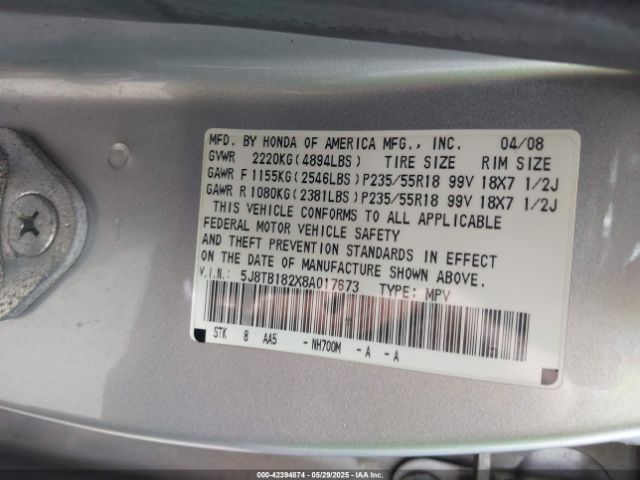 MFD. BY HONDA OF AMERICA MFG., INC. 04/08
GVWR 2220KG(4894LBS) TIRE SIZE RIM SIZE
GAWR F 1155KG(2546LBS) P235/55R18 99V 18X7 1/2J
GAWR R 1080KG(2381LBS) P235/55R18 99V 18X7 1/2J
THIS VEHICLE CONFORMS TO ALL APPLICABLE
FEDERAL MOTOR VEHICLE SAFETY
AND THEFT PREVENTION STANDARDS IN EFFECT
ON THE DATE OF MANUFACTURE SHOWN ABOVE.
V.I.N.: 5J8TB182X8A017673 TYPE: MPV
STK 8 AA5 -NH700M -A -A
00-42394874 | 05/29/2025 | IAA Inc.